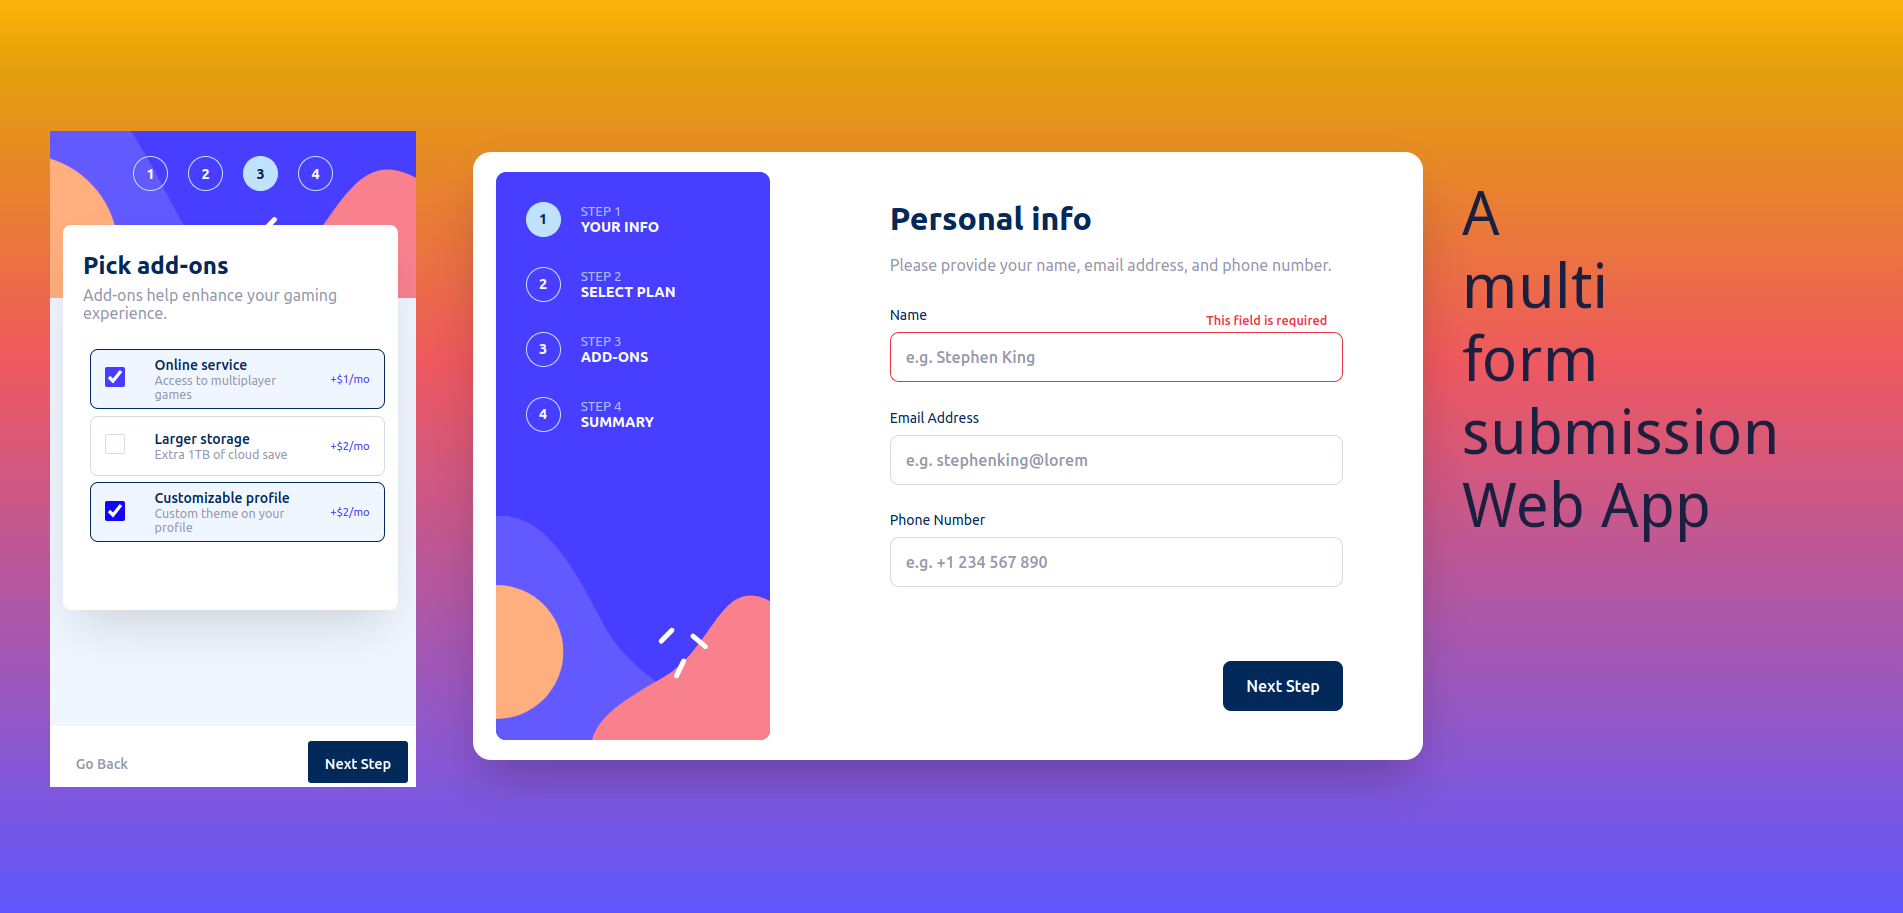 1 2 3 4
Pick add-ons
Add-ons help enhance your gaming
experience.
Online service
Access to multiplayer
games
+$1/mo
Larger storage
Extra 1TB of cloud save
+$2/mo
Customizable profile
Custom theme on your
profile
+$2/mo
Go Back
Next Step
1
STEP 1
YOUR INFO
2
STEP 2
SELECT PLAN
3
STEP 3
ADD-ONS
4
STEP 4
SUMMARY
Personal info
Please provide your name, email address, and phone number.
Name
This field is required
e.g. Stephen King
Email Address
e.g. stephenking@lorem
Phone Number
e.g. +1 234 567 890
Next Step
A
multi
form
submission
Web App